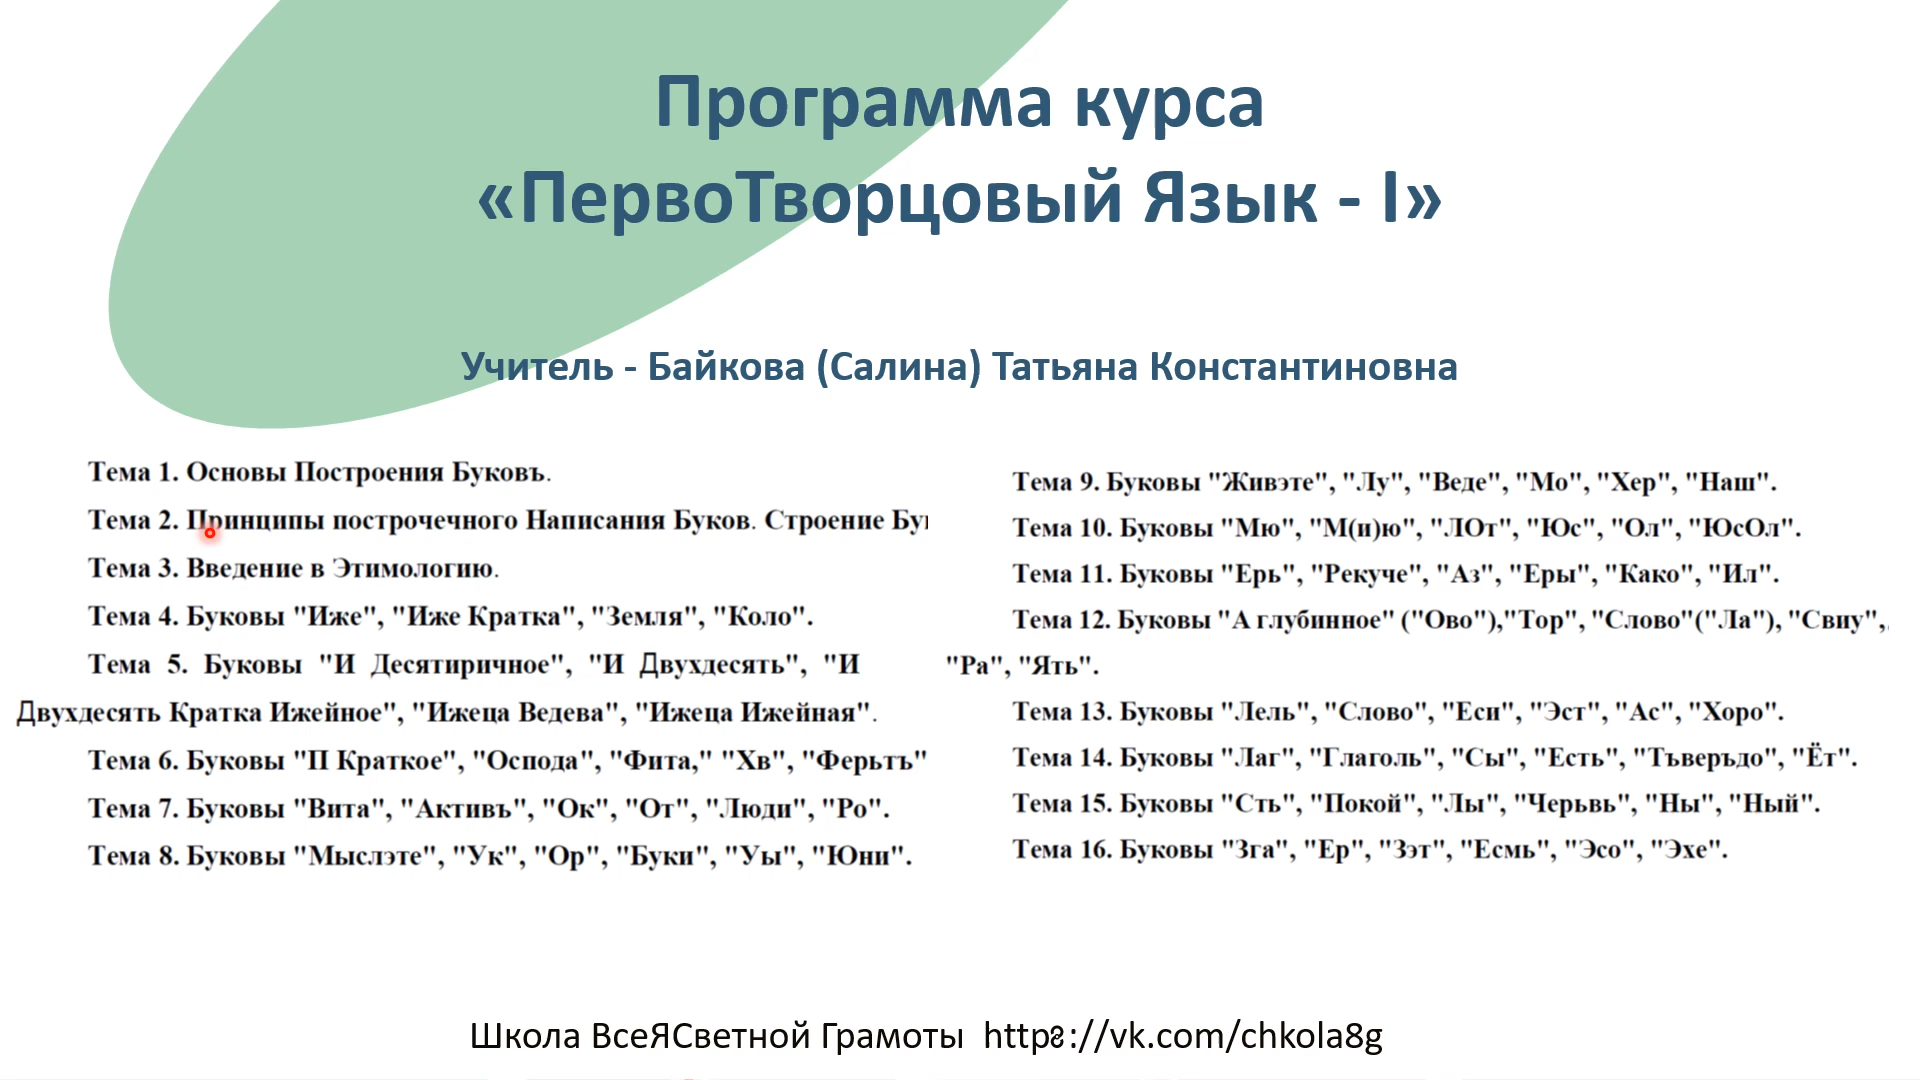 Программа курса
«ПервоТворцовый Язык - I»
Учитель - Байкова (Салина) Татьяна Константиновна
Тема 1. Основы Построения Буковъ.
Тема 2. Принципы построчечного Написания Буков. Строение
Тема 3. Введение в Этимологию.
Тема 4. Буковы "Иже", "Иже Кратка", "Земля", "Коло".
Тема 5. Буковы "И Десятиричное", "И Двухдесять", "И
Двухдесять Кратка Ижейное", "Ижеца Ведева", "Ижеца Ижейная".
Тема 6. Буковы "П Краткое", "Оспода", "Фита," "Хв", "Ферьтъ"
Тема 7. Буковы "Вита", "Активъ", "Ок", "От", "Люди", "Ро".
Тема 8. Буковы "Мыслэте", "Ук", "Ор", "Буки", "Уы", "Юни".
Тема 9. Буковы "Живэте", "Лу", "Веде", "Мо", "Хер", "Наш".
Тема 10. Буковы "Мю", "М(и)ю", "ЛОт", "Юс", "Ол", "ЮсОл".
Тема 11. Буковы "Ерь", "Рекуче", "Аз", "Еры", "Како", "Ил".
Тема 12. Буковы "А глубинное" ("Ово"),"Тор", "Слово"("Ла"), "Свиу",
"Ра", "Ять".
Тема 13. Буковы "Лель", "Слово", "Еси", "Эст", "Ас", "Хоро".
Тема 14. Буковы "Лаг", "Глаголь", "Сы", "Есть", "Тъверъдо", "Ёт".
Тема 15. Буковы "Сть", "Покой", "Лы", "Черьвь", "Ны", "Ный".
Тема 16. Буковы "Зга", "Ер", "Зэт", "Есмь", "Эсо", "Эхе".
Школа ВсеЯСветной Грамоты https://vk.com/chkola8g